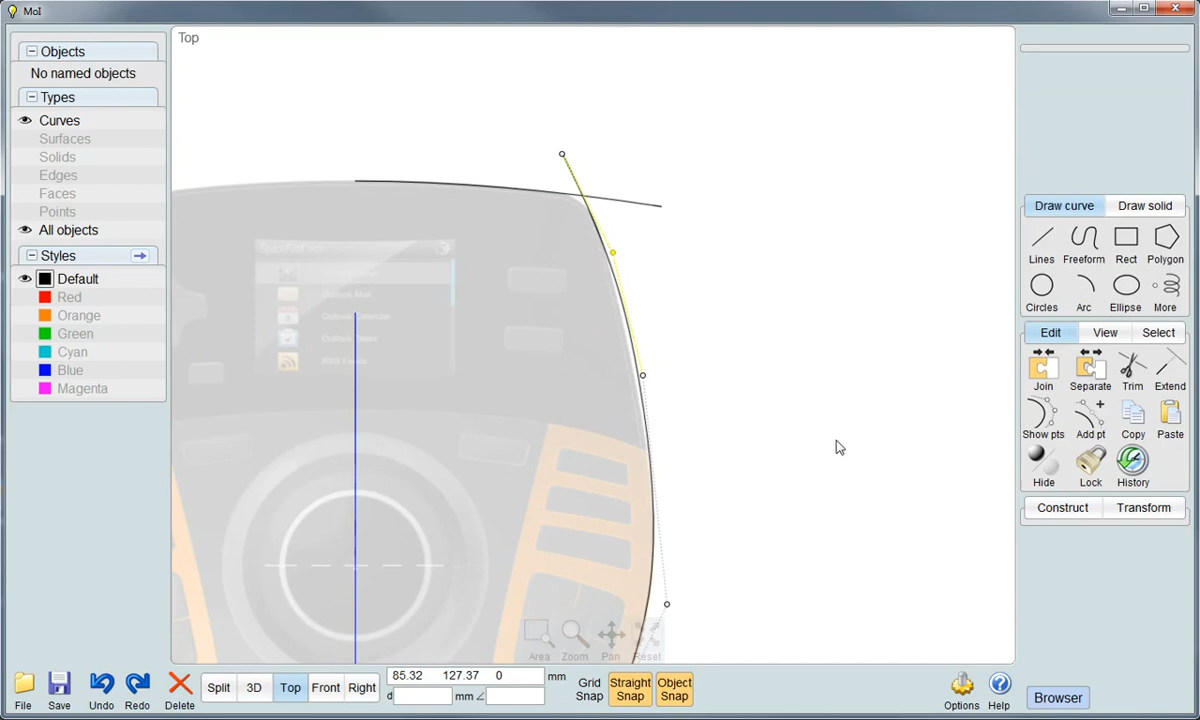 MoI
Objects
No named objects
Types
Curves
Surfaces
Solids
Edges
Faces
Points
All objects
Styles
Default
Red
Orange
Green
Cyan
Blue
Magenta
Top
Outlook Mail
RSS Feeds
Area Zoom Pan Reset
Draw curve Draw solid
Lines Freeform Rect Polygon
Circles Arc Ellipse More
Edit View Select
Join Separate Trim Extend
Show pts Add pt Copy Paste
Hide Lock History
Construct Transform
File Save Undo Redo Delete
Split 3D Top Front Right
85.32 127.37 0 mm
d mm
Grid Snap
Straight Snap
Object Snap
Options Help
Browser